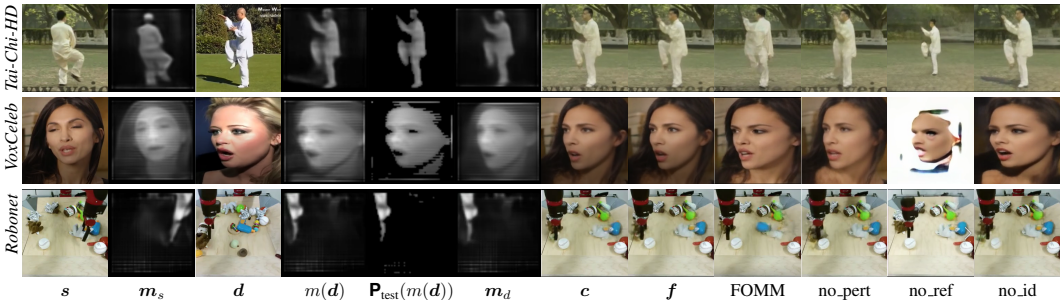 Tai-Chi-HD
VoxCeleb
Robonet
s m_s d m(d) P_test(m(d)) m_d c f FOMM no_pert no_ref no_id